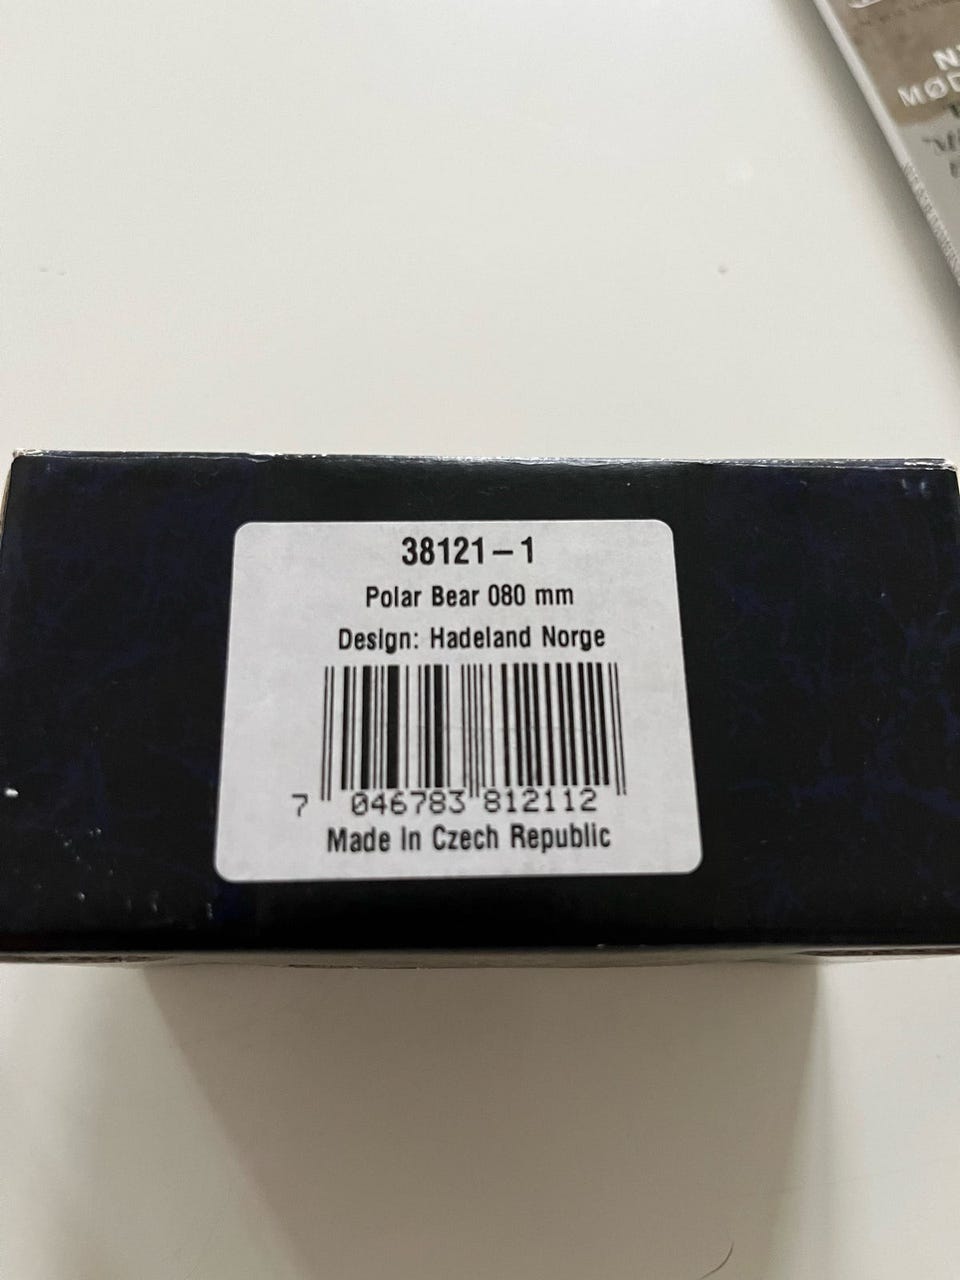 38121-1
Polar Bear 080 mm
Design: Hadeland Norge
7 046783 812112
Made In Czech Republic